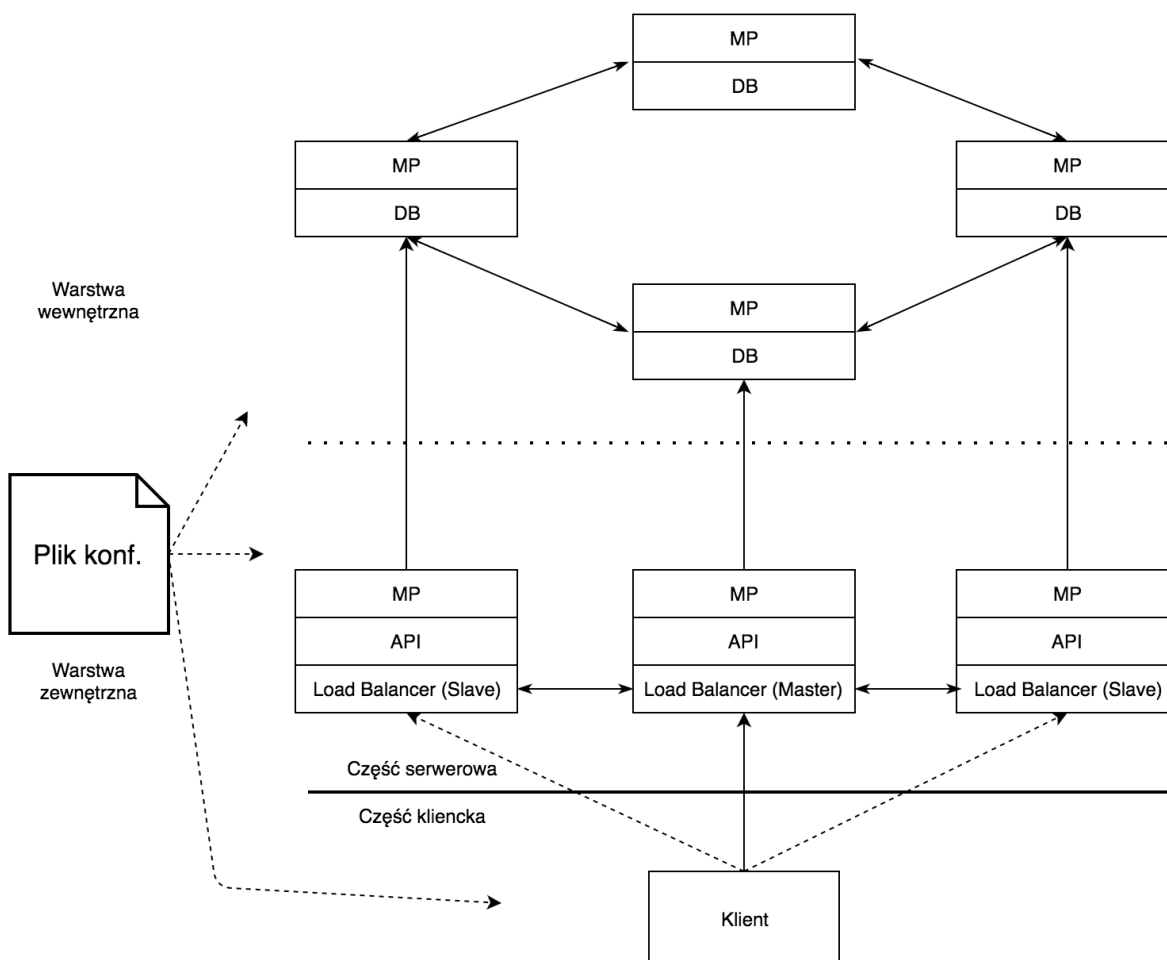 MP
DB
MP
DB
MP
DB
Warstwa
wewnętrzna
MP
DB
Plik konf.
Warstwa
zewnętrzna
MP
API
Load Balancer (Slave)
MP
API
Load Balancer (Master)
MP
API
Load Balancer (Slave)
Część serwerowa
Część kliencka
Klient